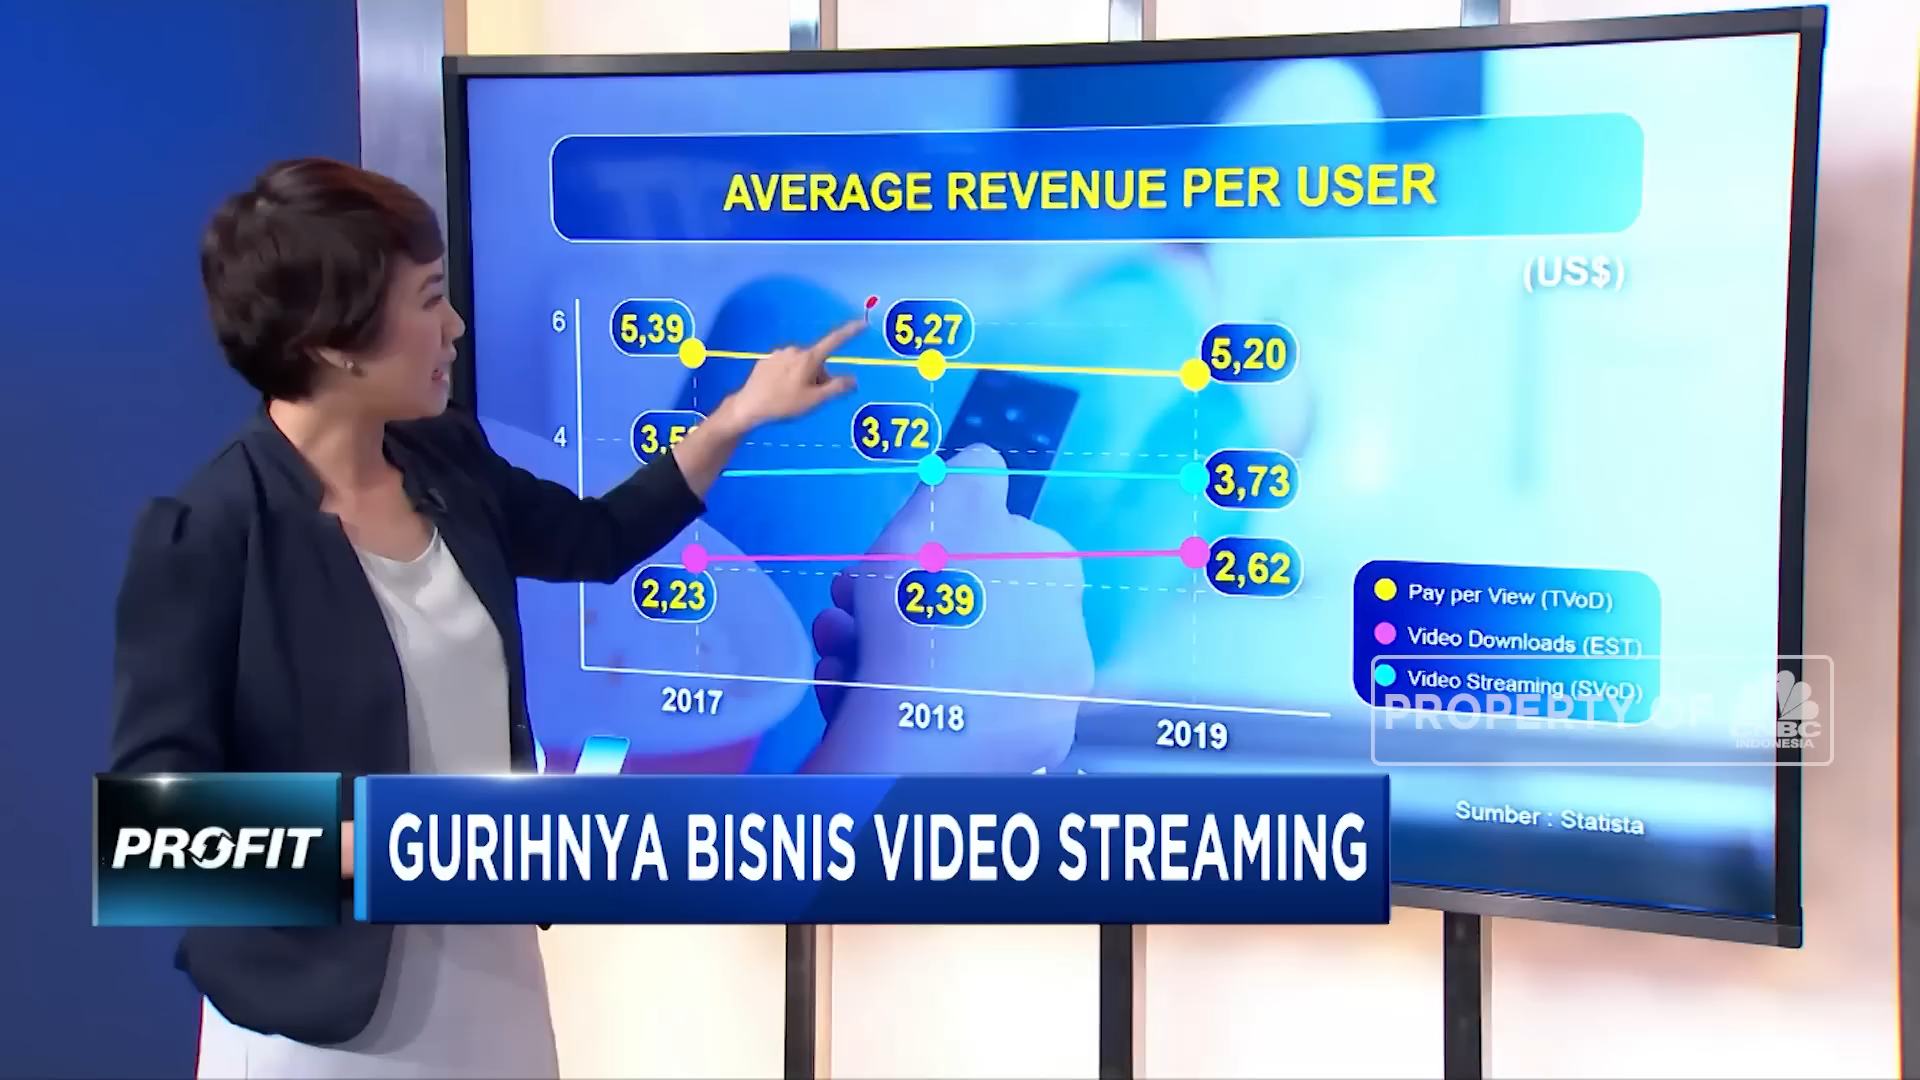 AVERAGE REVENUE PER USER
(US$)
6
5,39
5,27
5,20
4
3,72
3,73
2,23
2,39
2,62
Pay per View (TVoD)
Video Downloads (EST)
Video Streaming (SVoD)
2017
2018
2019
PROPERTY OF CNBC INDONESIA
Sumber : Statista
PROFIT
GURIHNYA BISNIS VIDEO STREAMING